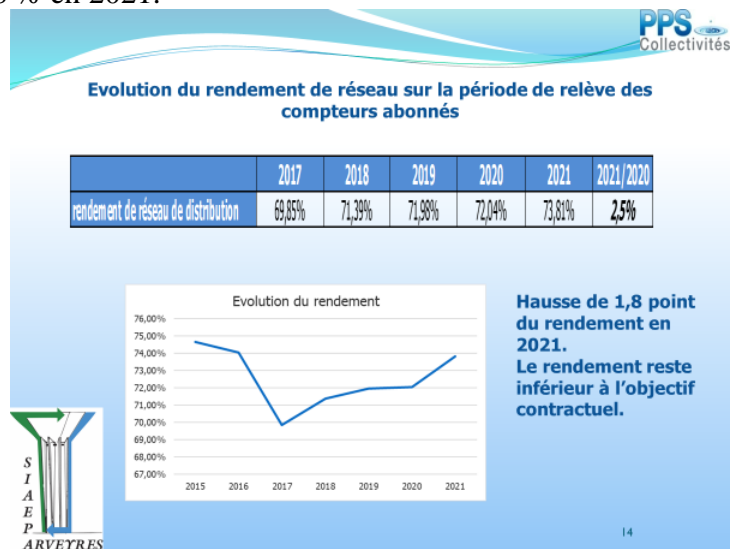 % en 2021.
PPS
Collectivités
Evolution du rendement de réseau sur la période de relève des
compteurs abonnés
2017 2018 2019 2020 2021 2021/2020
rendement de réseau de distribution 69,85% 71,39% 71,98% 72,04% 73,81% 2,5%
Evolution du rendement
76,00%
75,00%
74,00%
73,00%
72,00%
71,00%
70,00%
69,00%
68,00%
67,00%
2015 2016 2017 2018 2019 2020 2021
Hausse de 1,8 point
du rendement en
2021.
Le rendement reste
inférieur à l’objectif
contractuel.
S
I
A
E
P
ARVEYRES
14